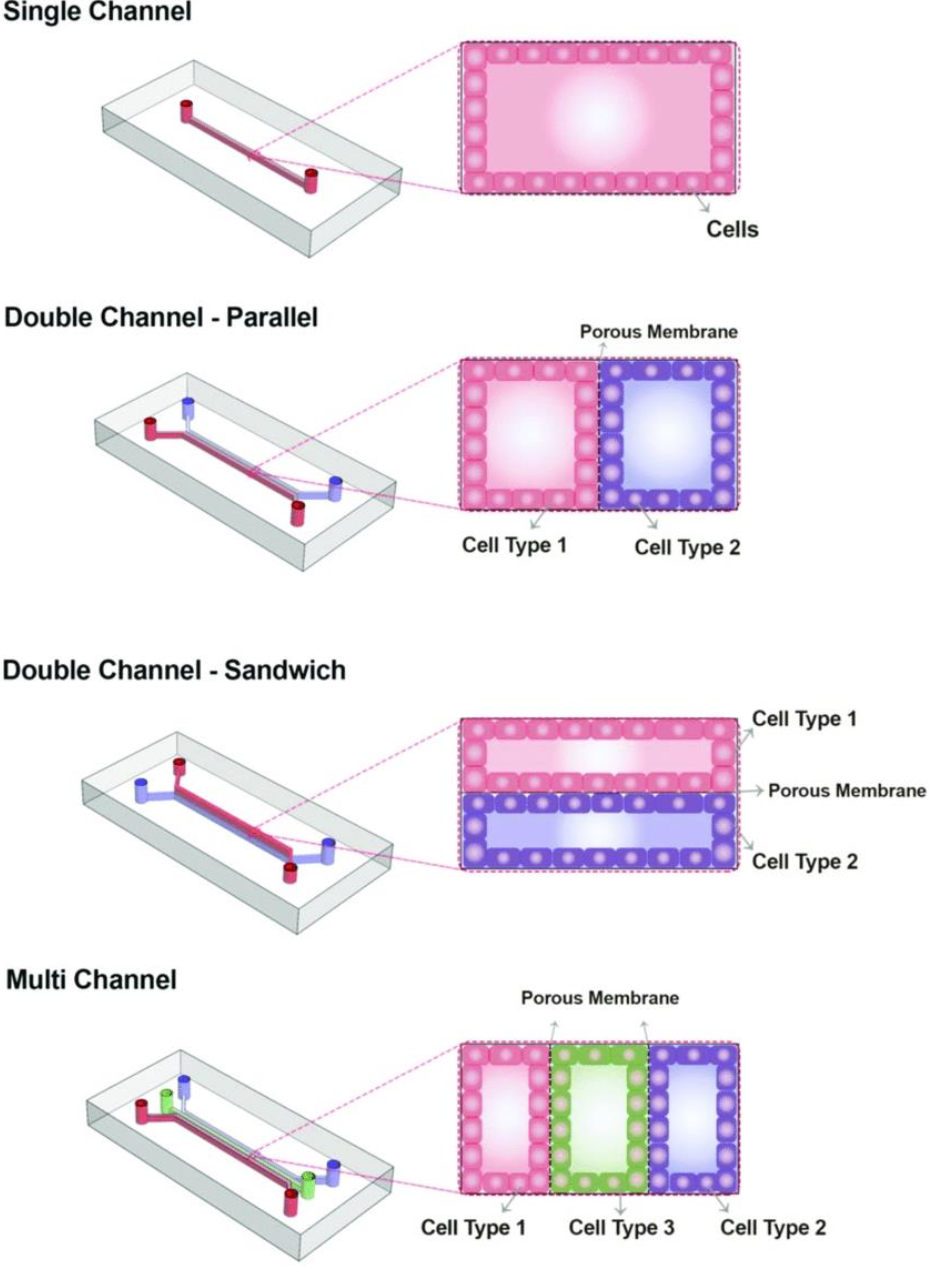 Single Channel
Cells
Double Channel - Parallel
Porous Membrane
Cell Type 1
Cell Type 2
Double Channel - Sandwich
Cell Type 1
Porous Membrane
Cell Type 2
Multi Channel
Porous Membrane
Cell Type 1
Cell Type 3
Cell Type 2